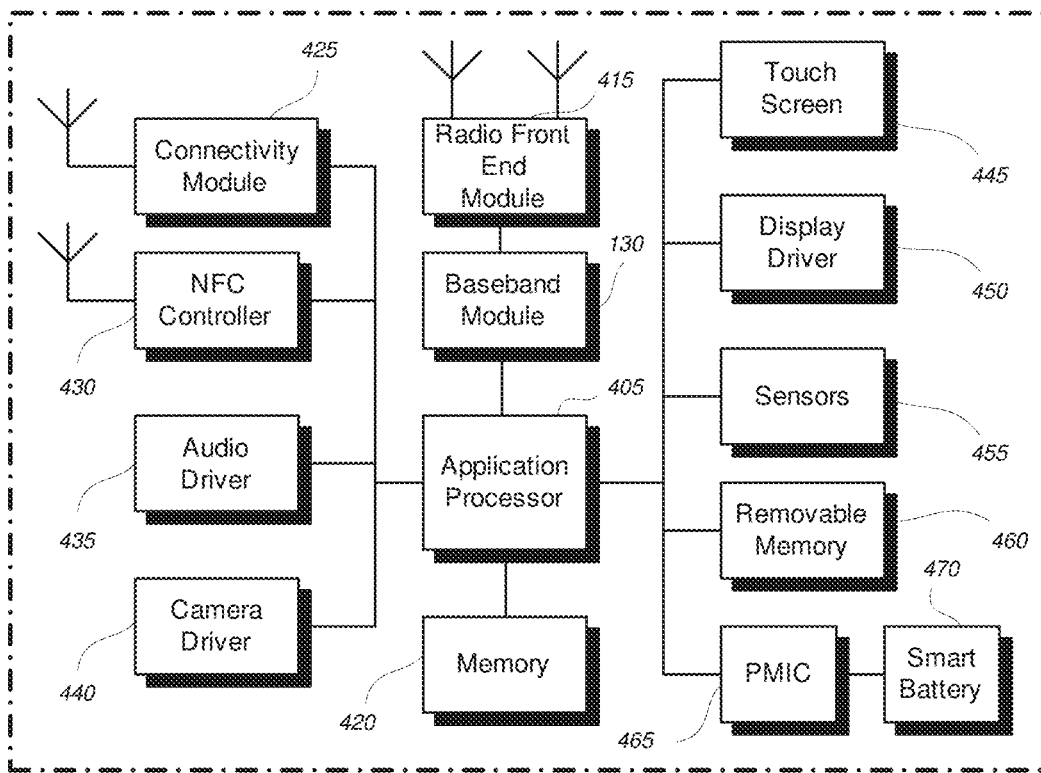 425
Connectivity
Module
415
Radio Front
End
Module
Touch
Screen
445
NFC
Controller
430
130
Baseband
Module
Display
Driver
450
Audio
Driver
435
405
Application
Processor
Sensors
455
Removable
Memory
460
Camera
Driver
440
Memory
420
PMIC
465
470
Smart
Battery